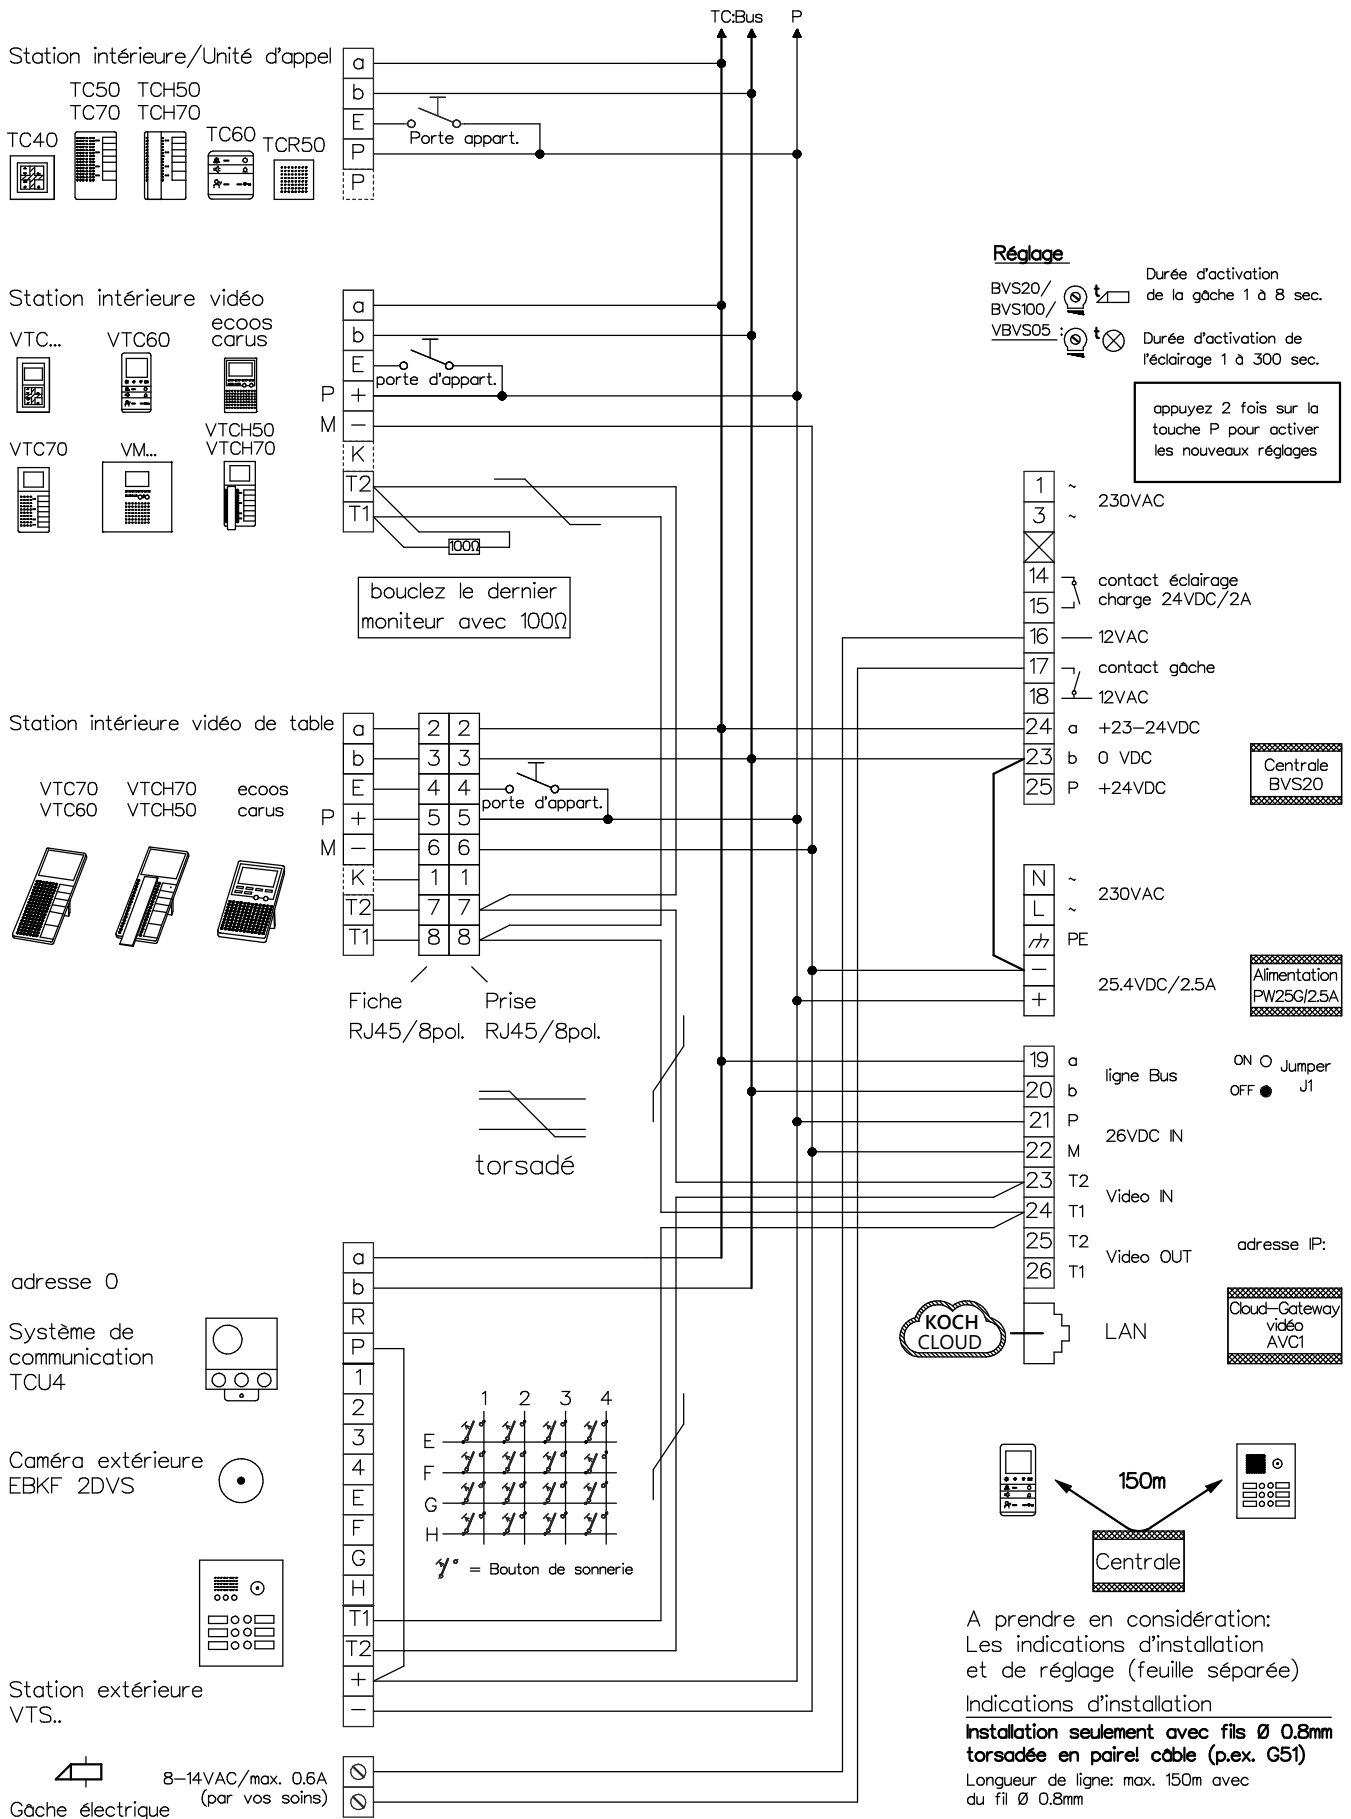 TC:Bus P
Station intérieure/Unité d'appel
TC50 TCH50
TC70 TCH70
TC40 TC60 TCR50
a
b
E
P
P
Porte appart.
Station intérieure vidéo
VTC... VTC60 ecoos
carus
VTC70 VM... VTCH50
VTCH70
a
b
E
P +
M −
K
T2
T1
porte d'appart.
100Ω
bouclez le dernier
moniteur avec 100Ω
Réglage
BVS20/
BVS100/
VBVS05 :
t
Durée d'activation
de la gâche 1 à 8 sec.
t
Durée d'activation de
l'éclairage 1 à 300 sec.
appuyez 2 fois sur la
touche P pour activer
les nouveaux réglages
1 ~
3 ~
230VAC
14
15
contact éclairage
charge 24VDC/2A
16 12VAC
17 contact gâche
18 12VAC
24 a +23−24VDC
23 b 0 VDC
25 P +24VDC
Centrale
BVS20
Station intérieure vidéo de table
VTC70 VTCH70 ecoos
VTC60 VTCH50 carus
a 2 2
b 3 3
E 4 4
P + 5 5
M − 6 6
K 1 1
T2 7 7
T1 8 8
porte d'appart.
Fiche Prise
RJ45/8pol. RJ45/8pol.
torsadé
N ~
L ~
230VAC
PE
−
+
25.4VDC/2.5A
Alimentation
PW25G/2.5A
19 a
20 b
ligne Bus
21 P
22 M
26VDC IN
23 T2
24 T1
Video IN
25 T2
26 T1
Video OUT
ON
OFF
Jumper
J1
adresse IP:
KOCH
CLOUD
LAN
Cloud−Gateway
vidéo
AVC1
adresse 0
Système de
communication
TCU4
Caméra extérieure
EBKF 2DVS
Station extérieure
VTS..
a
b
R
P
1
2
3
4
E
F
G
H
T1
T2
+
−
1 2 3 4
E
F
G
H
= Bouton de sonnerie
Gâche électrique
8−14VAC/max. 0.6A
(par vos soins)
150m
Centrale
A prendre en considération:
Les indications d'installation
et de réglage (feuille séparée)
Indications d'installation
Installation seulement avec fils Ø 0.8mm
torsadée en paire! câble (p.ex. G51)
Longueur de ligne: max. 150m avec
du fil Ø 0.8mm